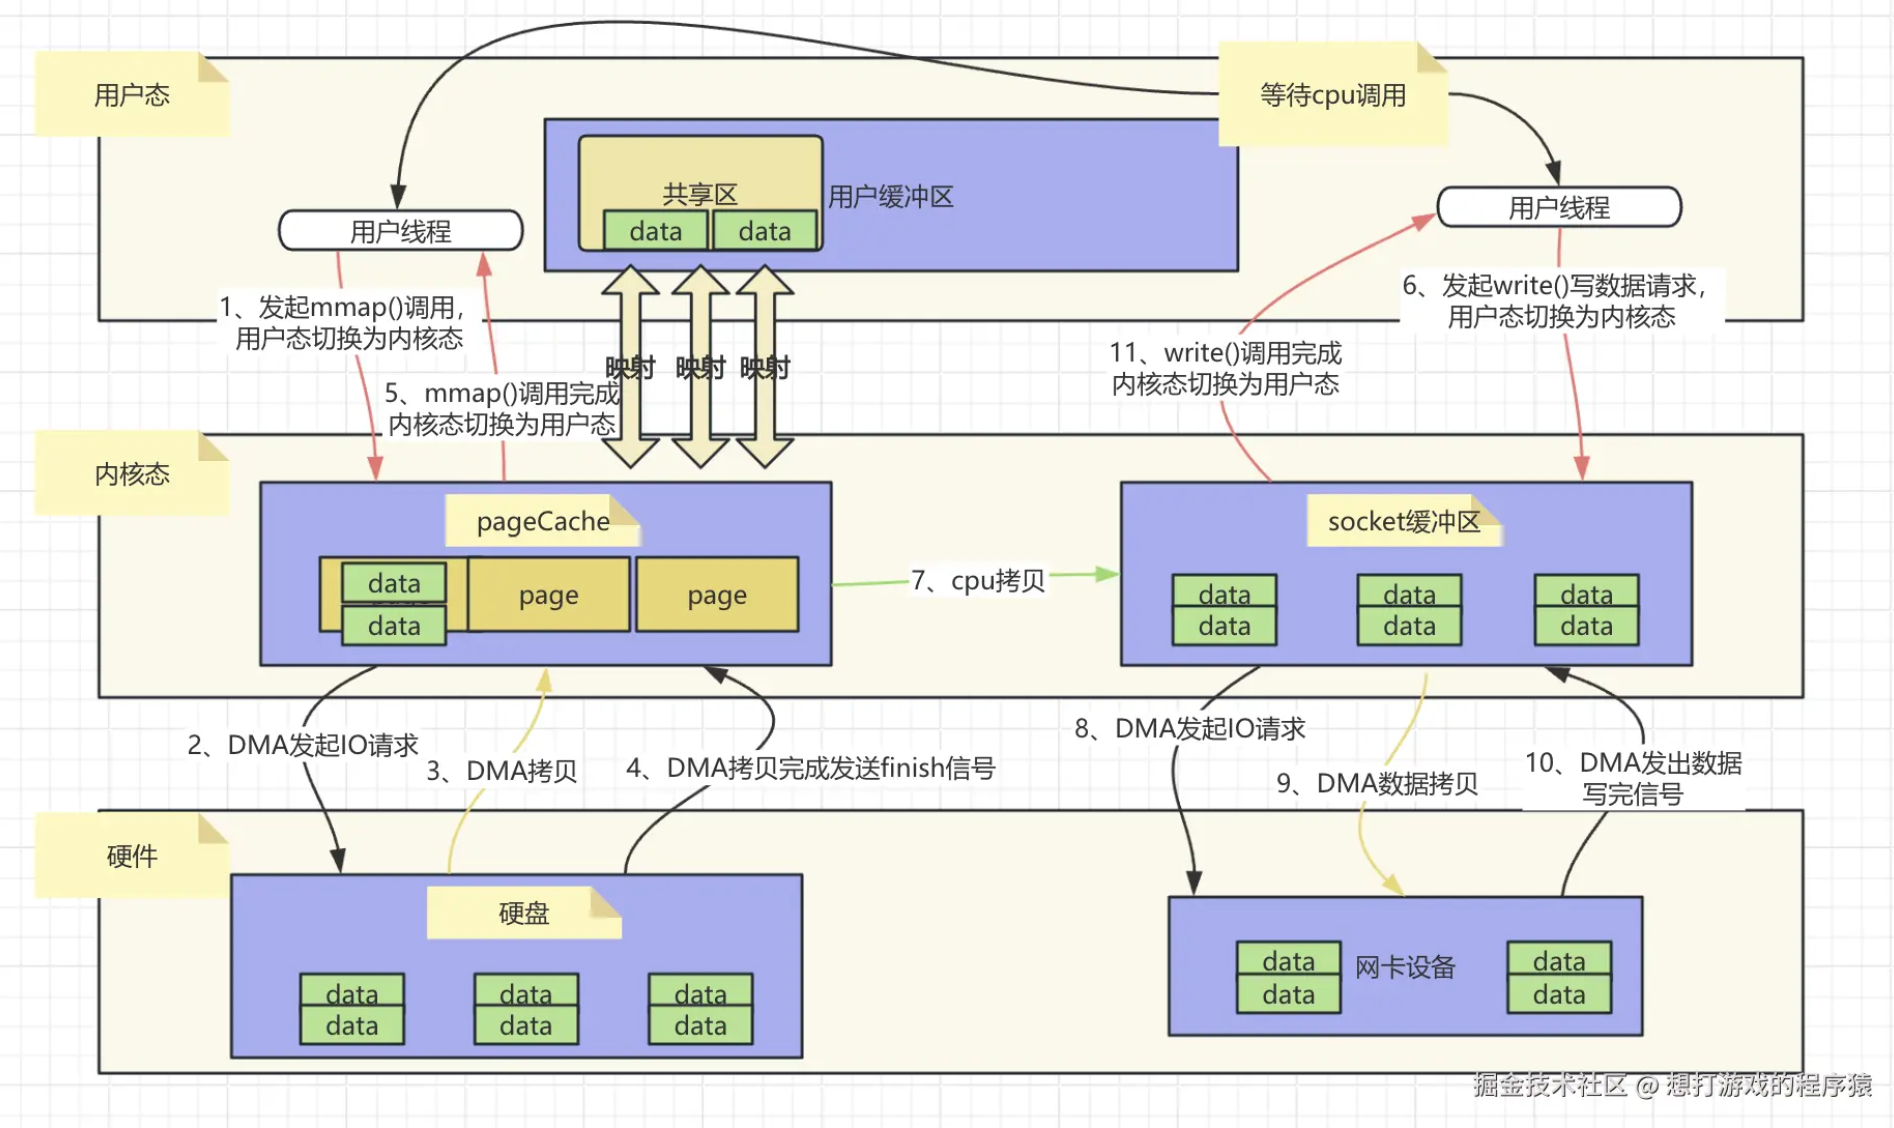 用户态
等待cpu调用
共享区
用户缓冲区
data
data
用户线程
用户线程
1、发起mmap()调用，
用户态切换为内核态
5、mmap()调用完成
内核态切换为用户态
映射
映射
映射
11、write()调用完成
内核态切换为用户态
6、发起write()写数据请求，
用户态切换为内核态
内核态
pageCache
data
data
page
page
7、cpu拷贝
socket缓冲区
data
data
data
data
data
data
2、DMA发起IO请求
3、DMA拷贝
4、DMA拷贝完成发送finish信号
8、DMA发起IO请求
9、DMA数据拷贝
10、DMA发出数据
写完信号
硬件
硬盘
data
data
data
data
data
data
data
data
网卡设备
data
data
掘金技术社区 @ 想打游戏的程序猿